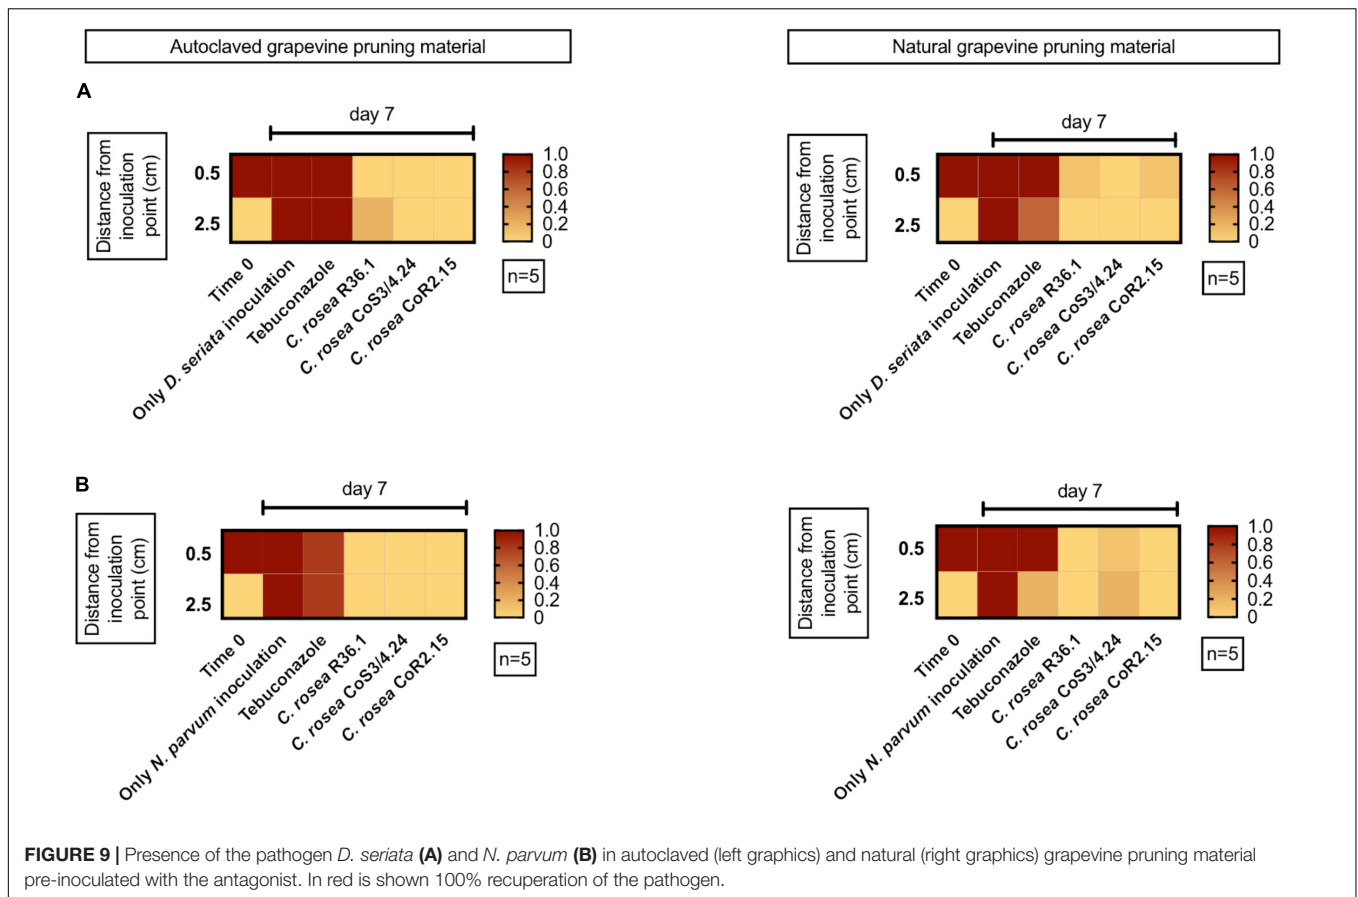 Autoclaved grapevine pruning material
Natural grapevine pruning material
A
day 7
Distance from
inoculation
point (cm)
0.5
2.5
1.0
0.8
0.6
0.4
0.2
0
n=5
Time 0
Only D. seriata inoculation
Tebuconazole
C. rosea R36.1
C. rosea CoS3/4.24
C. rosea CoR2.15
day 7
Distance from
inoculation
point (cm)
0.5
2.5
1.0
0.8
0.6
0.4
0.2
0
n=5
Time 0
Only D. seriata inoculation
Tebuconazole
C. rosea R36.1
C. rosea CoS3/4.24
C. rosea CoR2.15
B
day 7
Distance from
inoculation
point (cm)
0.5
2.5
1.0
0.8
0.6
0.4
0.2
0
n=5
Time 0
Only N. parvum inoculation
Tebuconazole
C. rosea R36.1
C. rosea CoS3/4.24
C. rosea CoR2.15
day 7
Distance from
inoculation
point (cm)
0.5
2.5
1.0
0.8
0.6
0.4
0.2
0
n=5
Time 0
Only N. parvum inoculation
Tebuconazole
C. rosea R36.1
C. rosea CoS3/4.24
C. rosea CoR2.15
FIGURE 9 | Presence of the pathogen D. seriata (A) and N. parvum (B) in autoclaved (left graphics) and natural (right graphics) grapevine pruning material
pre-inoculated with the antagonist. In red is shown 100% recuperation of the pathogen.